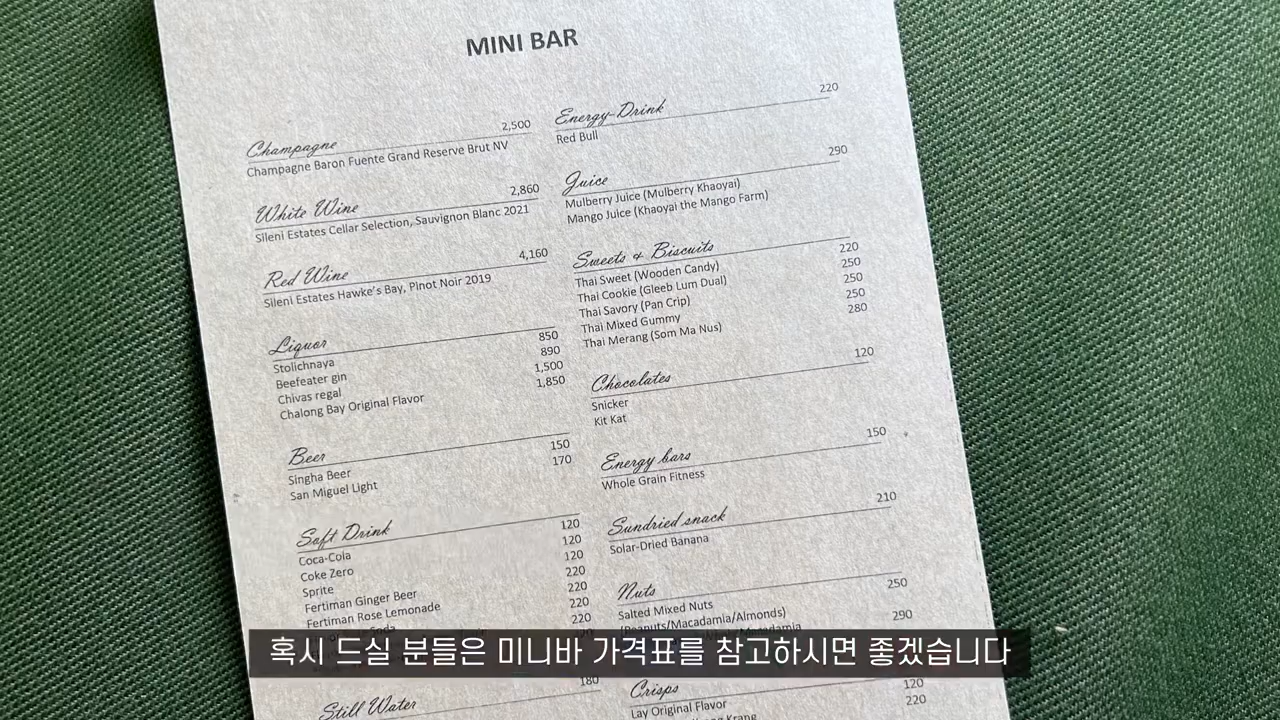 MINI BAR
Champagne 2,500
Champagne Baron Fuente Grand Reserve Brut NV
White Wine 2,860
Sileni Estates Cellar Selection, Sauvignon Blanc 2021
Red Wine 4,160
Sileni Estates Hawke's Bay, Pinot Noir 2019
Liquor
Stolichnaya 850
Beefeater gin 890
Chivas regal 1,500
Chalong Bay Original Flavor 1,850
Beer
Singha Beer 150
San Miguel Light 170
Soft Drink
Coca-Cola 120
Coke Zero 120
Sprite 120
Fertiman Ginger Beer 220
Fertiman Rose Lemonade 220
220
Soda 220
Still Water 180
Energy-Drink 220
Red Bull
Juice 290
Mulberry Juice (Mulberry Khaoyai)
Mango Juice (Khaoyai the Mango Farm)
Sweets & Biscuits
Thai Sweet (Wooden Candy) 220
Thai Cookie (Gleeb Lum Dual) 250
Thai Savory (Pan Crip) 250
Thai Mixed Gummy 250
Thai Merang (Som Ma Nus) 280
Chocolates 120
Snicker
Kit Kat
Energy bars 150
Whole Grain Fitness
Sundried snack 210
Solar-Dried Banana
Nuts
Salted Mixed Nuts 250
(Peanuts/Macadamia/Almonds)
Macadamia 290
Crisps
Lay Original Flavor 120
Krang 220
혹시 드실 분들은 미니바 가격표를 참고하시면 좋겠습니다